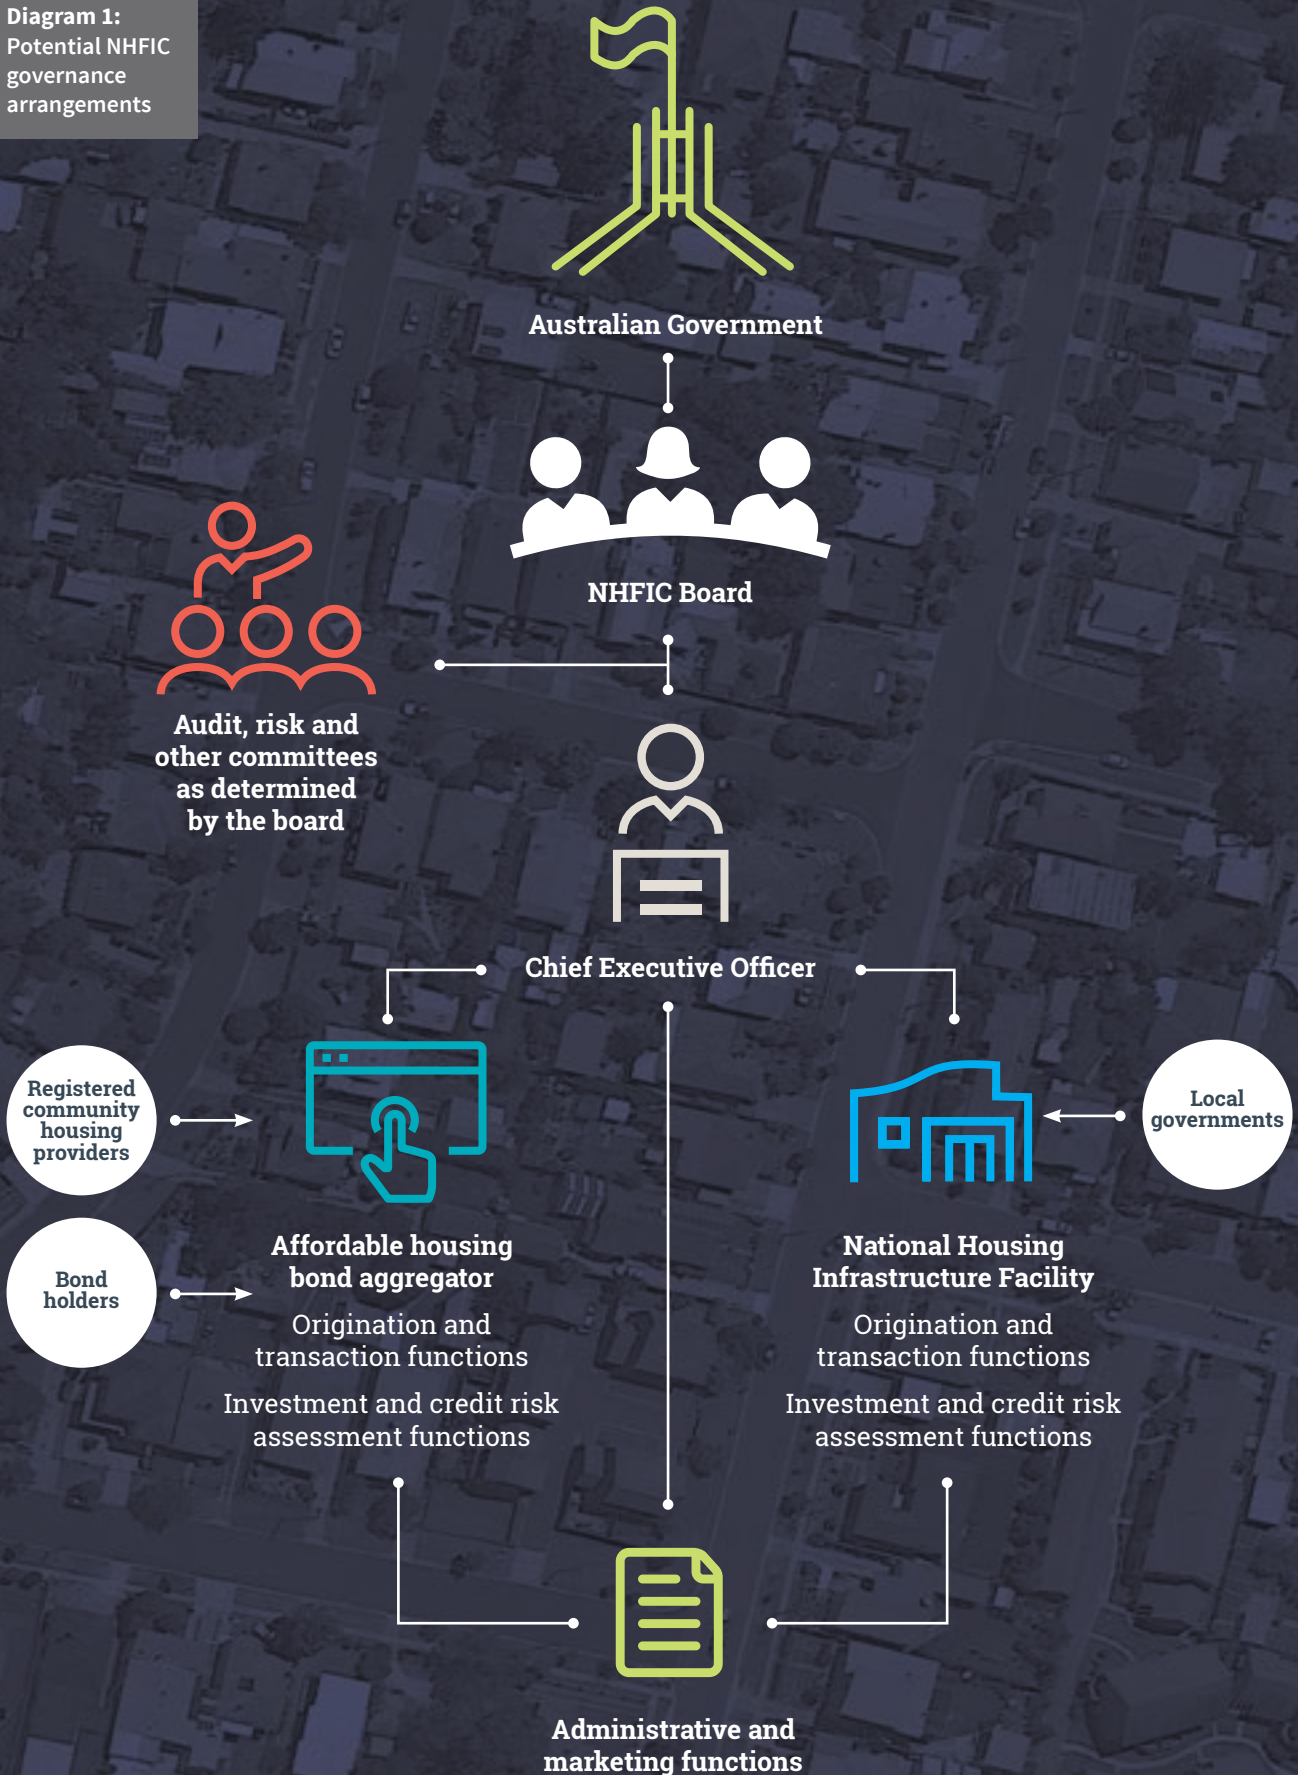 Diagram 1:
Potential NHFIC
governance
arrangements
Australian Government
NHFIC Board
Audit, risk and
other committees
as determined
by the board
Chief Executive Officer
Registered
community
housing
providers
Bond
holders
Affordable housing
bond aggregator
Origination and
transaction functions
Investment and credit risk
assessment functions
Local
governments
National Housing
Infrastructure Facility
Origination and
transaction functions
Investment and credit risk
assessment functions
Administrative and
marketing functions